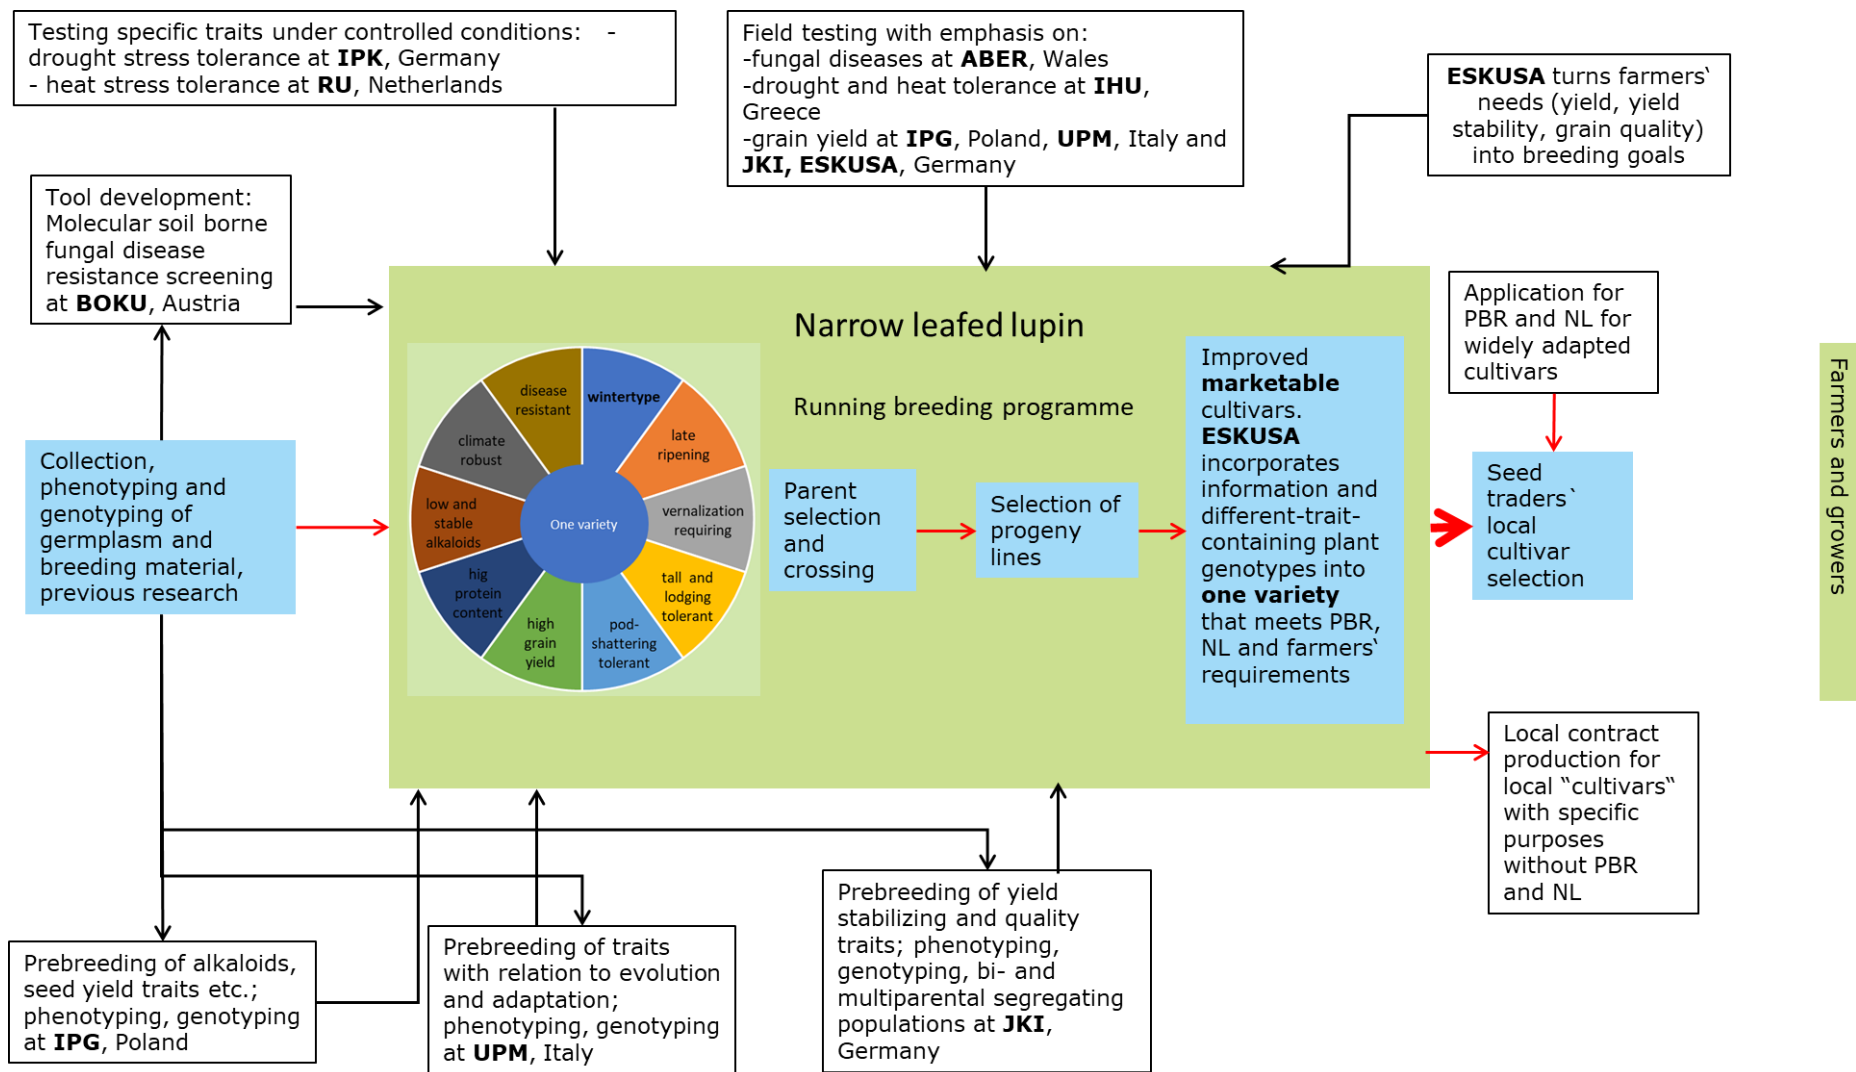 Testing specific traits under controlled conditions: -
drought stress tolerance at IPK, Germany
- heat stress tolerance at RU, Netherlands
Field testing with emphasis on:
-fungal diseases at ABER, Wales
-drought and heat tolerance at IHU,
Greece
-grain yield at IPG, Poland, UPM, Italy and
JKI, ESKUSA, Germany
ESKUSA turns farmers‘
needs (yield, yield
stability, grain quality)
into breeding goals
Tool development:
Molecular soil borne
fungal disease
resistance screening
at BOKU, Austria
Collection,
phenotyping and
genotyping of
germplasm and
breeding material,
previous research
Narrow leafed lupin
Running breeding programme
wintertype
late
ripening
vernalization
requiring
tall and
lodging
tolerant
pod-
shattering
tolerant
high
grain
yield
hig
protein
content
low and
stable
alkaloids
climate
robust
disease
resistant
One variety
Parent
selection
and
crossing
Selection of
progeny
lines
Improved
marketable
cultivars.
ESKUSA
incorporates
information and
different-trait-
containing plant
genotypes into
one variety
that meets PBR,
NL and farmers‘
requirements
Application for
PBR and NL for
widely adapted
cultivars
Seed
traders`
local
cultivar
selection
Local contract
production for
local “cultivars“
with specific
purposes
without PBR
and NL
Farmers and growers
Prebreeding of alkaloids,
seed yield traits etc.;
phenotyping, genotyping
at IPG, Poland
Prebreeding of traits
with relation to evolution
and adaptation;
phenotyping, genotyping
at UPM, Italy
Prebreeding of yield
stabilizing and quality
traits; phenotyping,
genotyping, bi- and
multiparental segregating
populations at JKI,
Germany